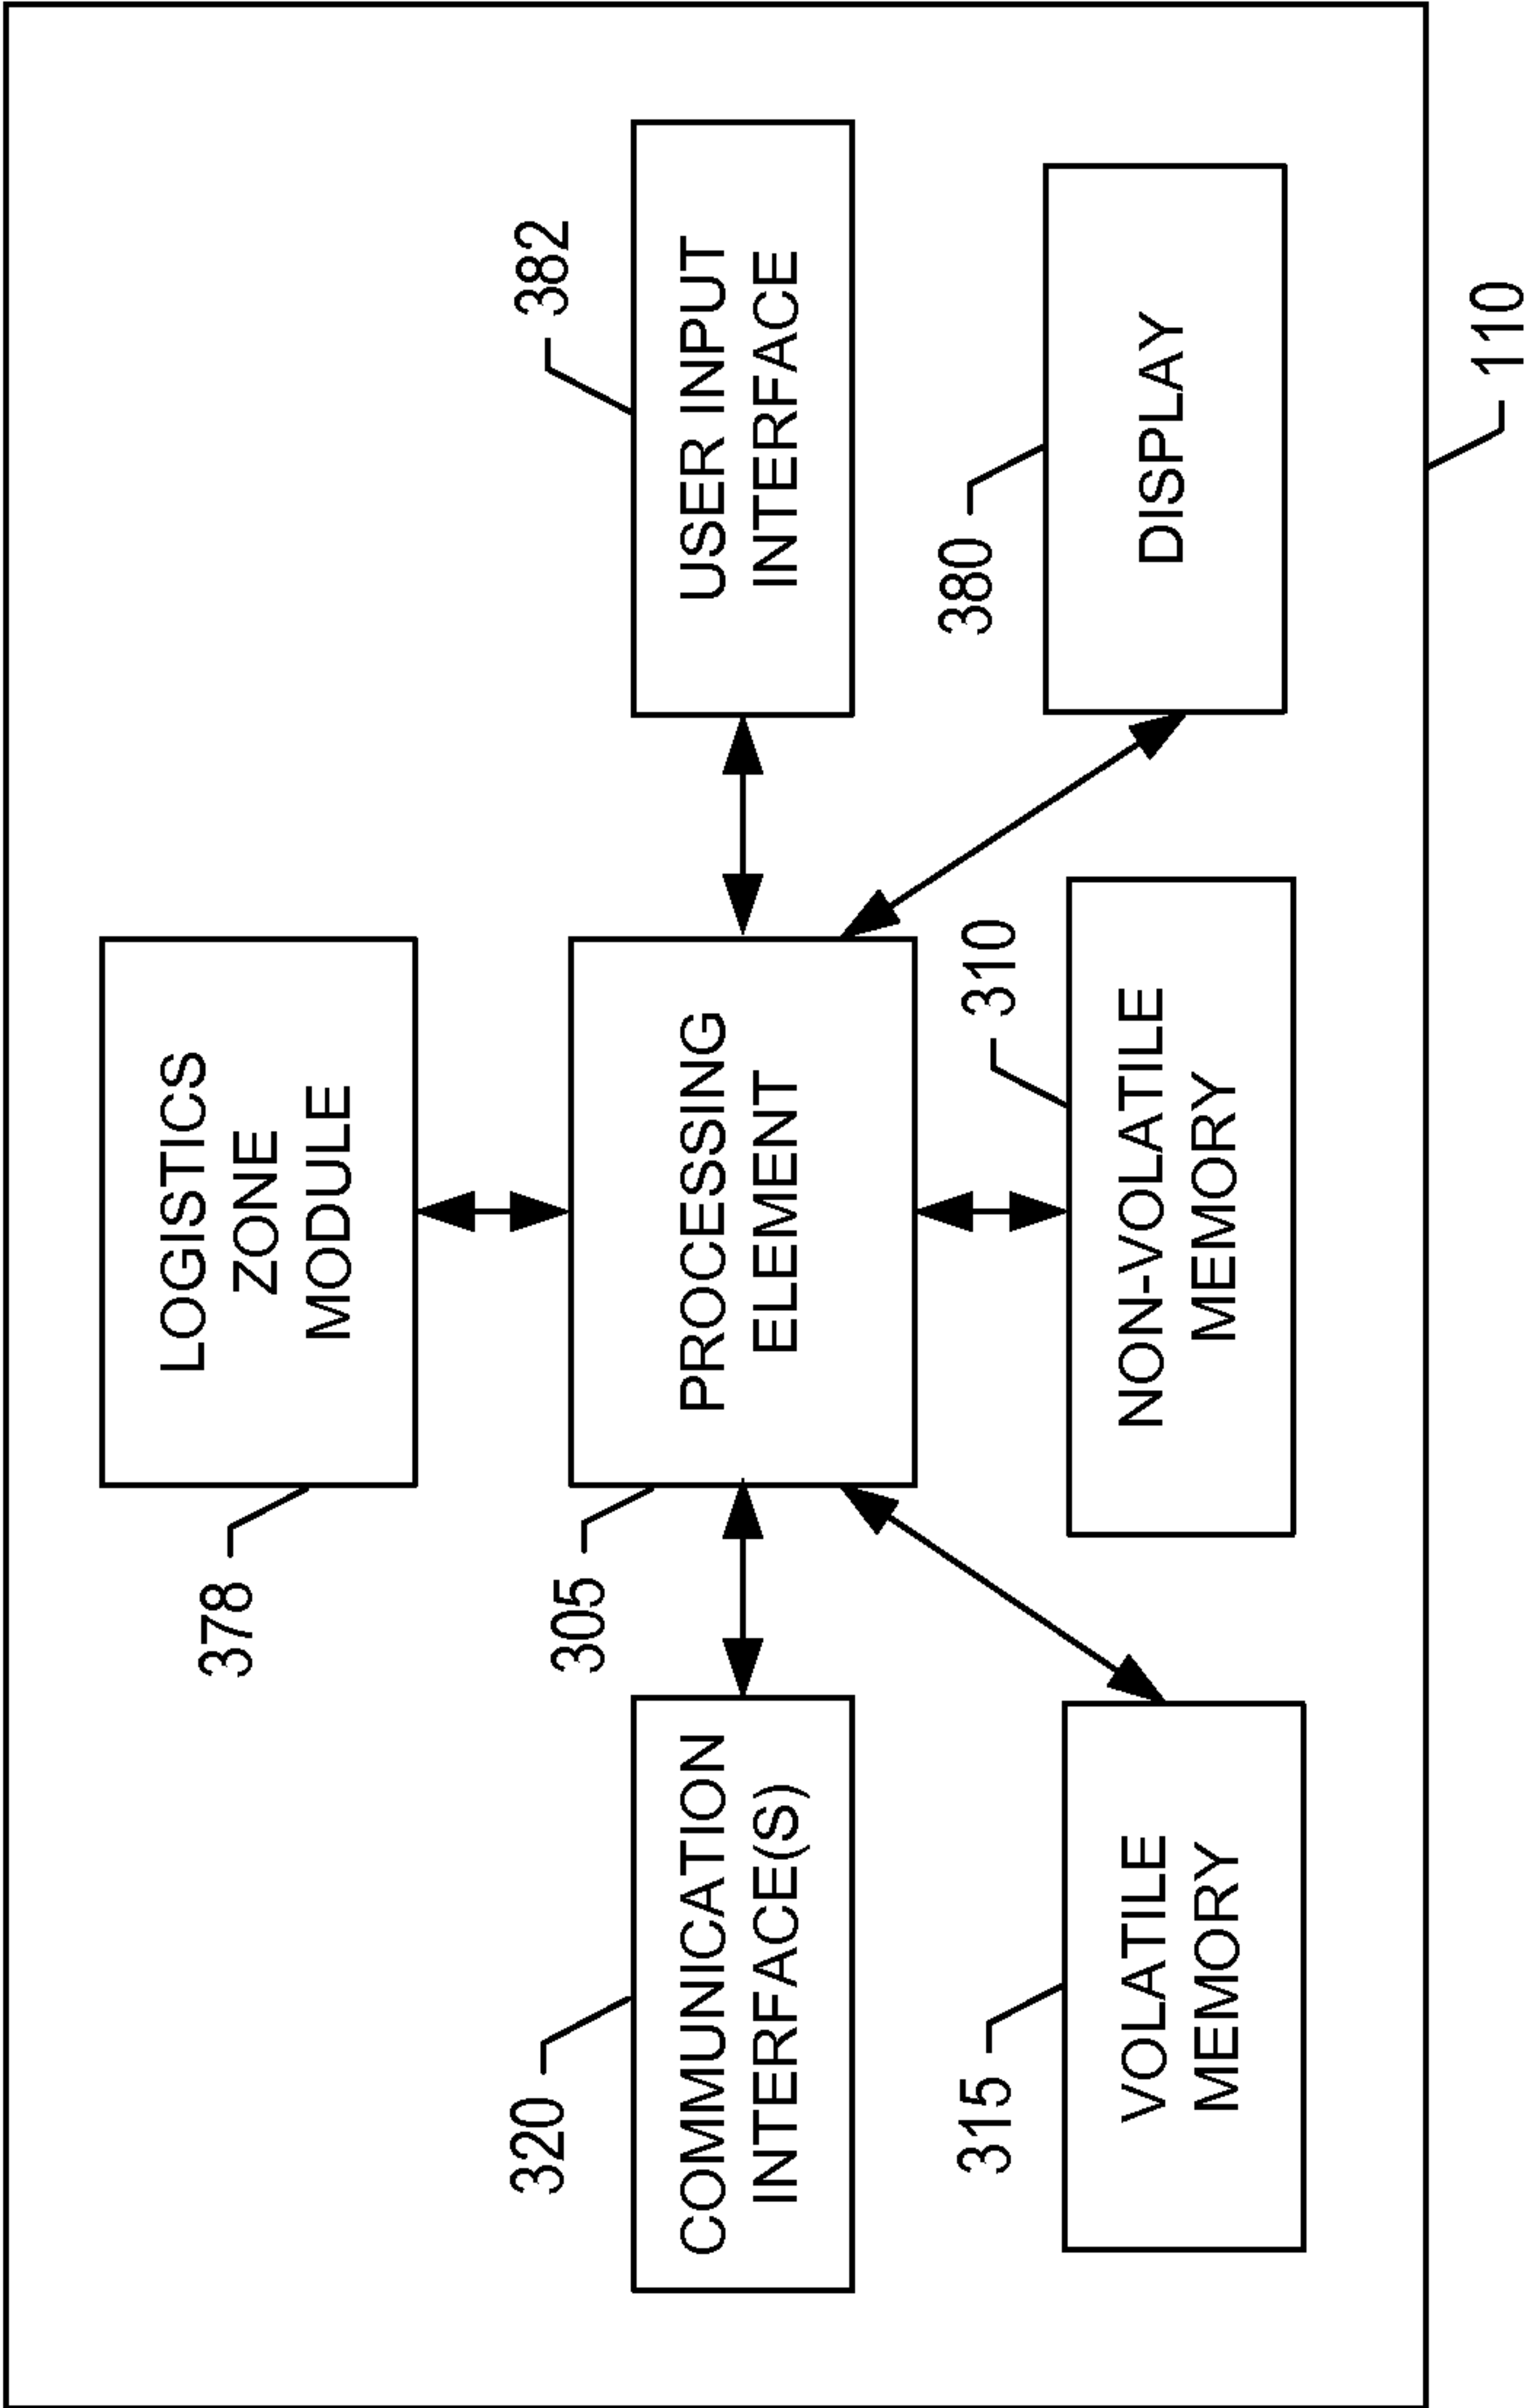 LOGISTICS
ZONE
MODULE
378
320
COMMUNICATION
INTERFACE(S)
305
PROCESSING
ELEMENT
382
USER INPUT
INTERFACE
315
VOLATILE
MEMORY
310
NON-VOLATILE
MEMORY
380
DISPLAY
110